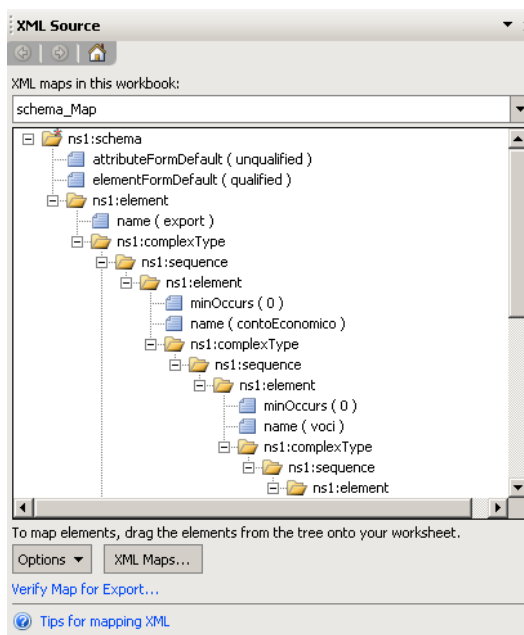 XML Source
XML maps in this workbook:
schema_Map
ns1:schema
attributeFormDefault ( unqualified )
elementFormDefault ( qualified )
ns1:element
name ( export )
ns1:complexType
ns1:sequence
ns1:element
minOccurs ( 0 )
name ( contoEconomico )
ns1:complexType
ns1:sequence
ns1:element
minOccurs ( 0 )
name ( voci )
ns1:complexType
ns1:sequence
ns1:element
To map elements, drag the elements from the tree onto your worksheet.
Options
XML Maps...
Verify Map for Export...
Tips for mapping XML